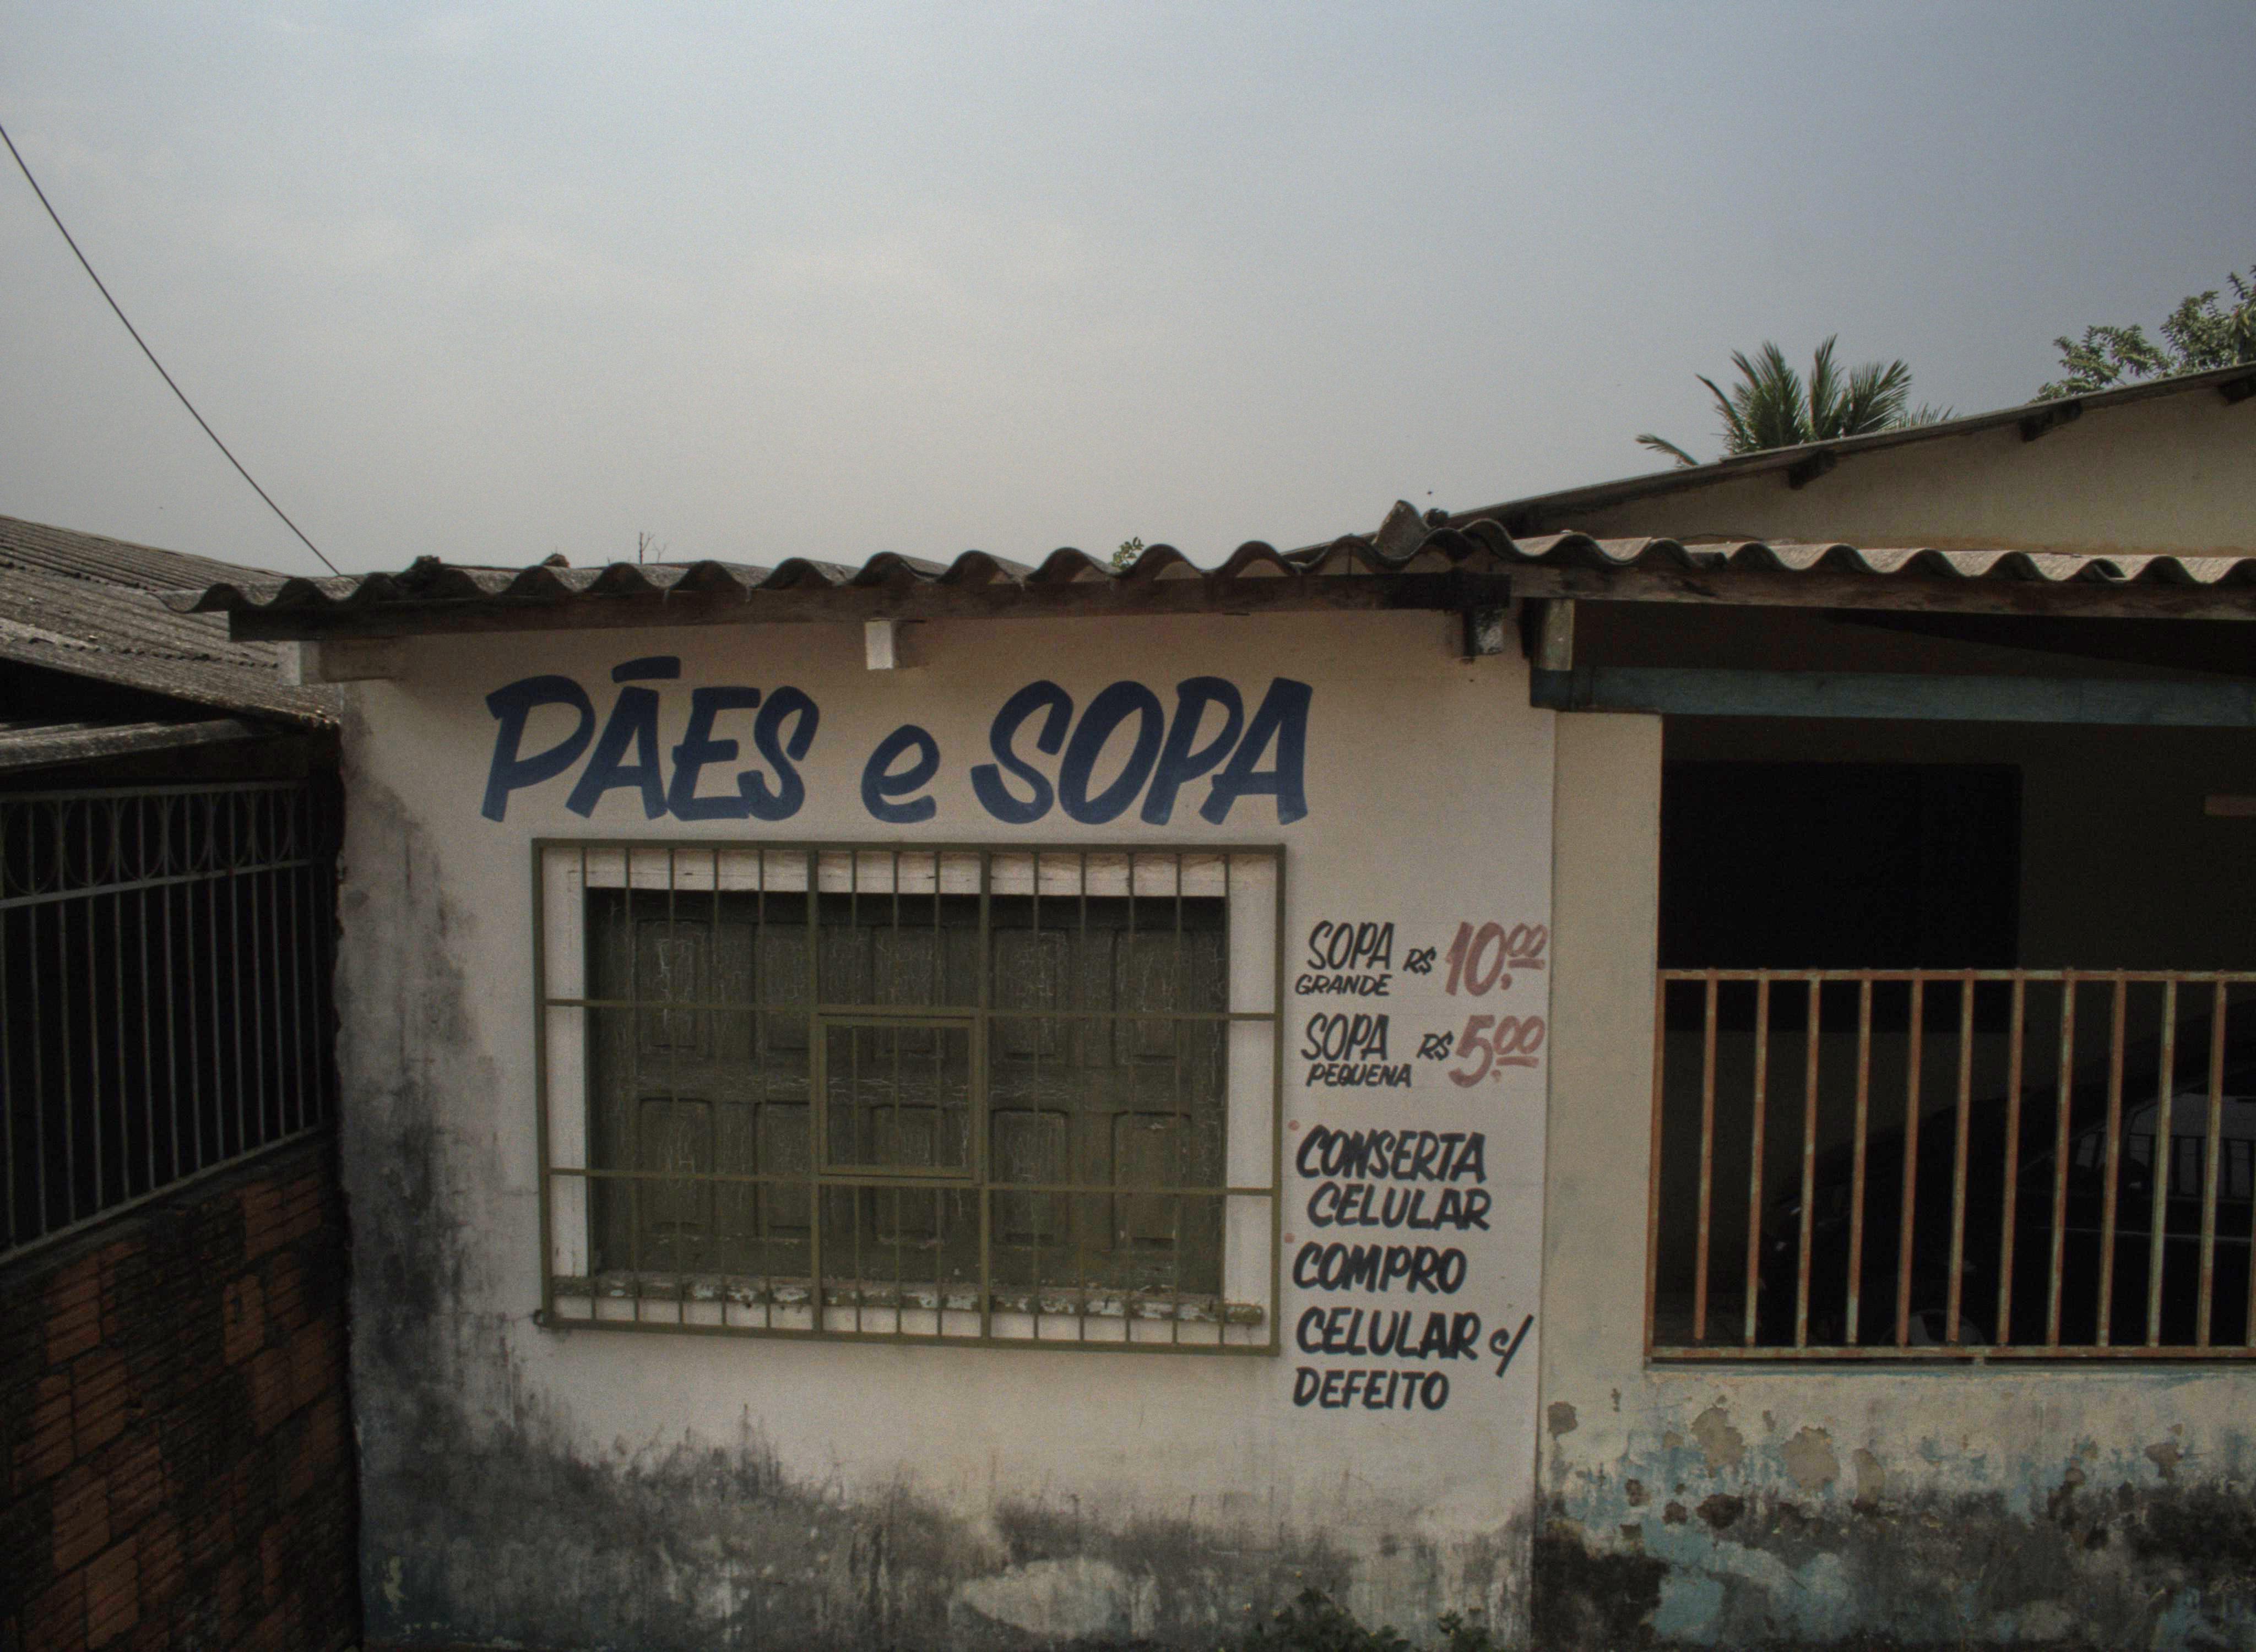 PÃES e SOPA
SOPA R$ 10,00
GRANDE
SOPA R$ 5,00
PEQUENA
CONSERTA
CELULAR
COMPRO
CELULAR c/
DEFEITO